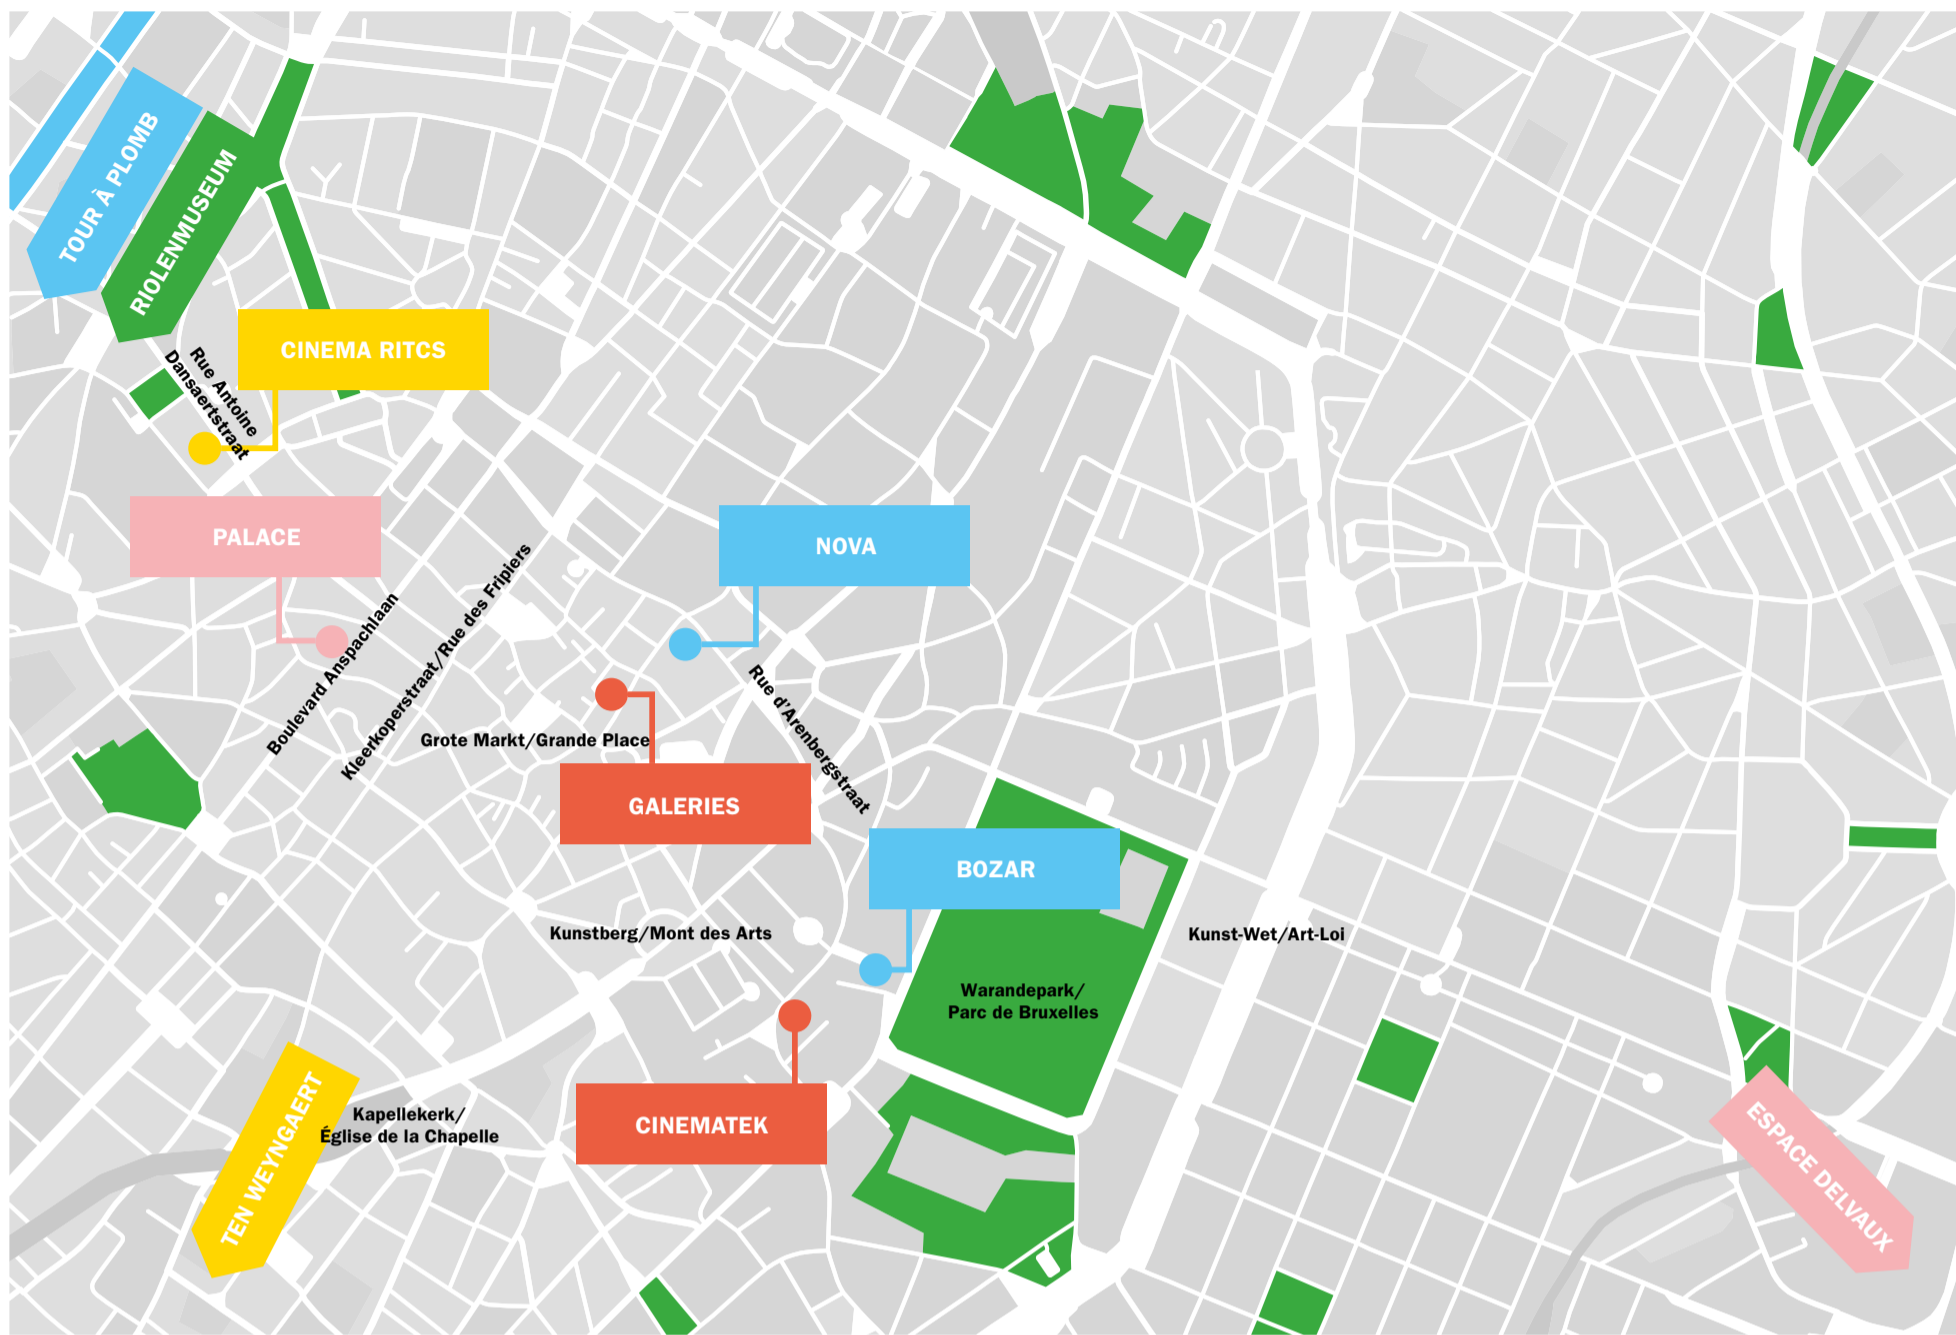 TOUR À PLOMB
RIOLENMUSEUM
CINEMA RITCS
Rue Antoine
Dansaertstraat
PALACE
NOVA
Boulevard Anspachlaan
Kleerkoperstraat/Rue des Fripiers
Rue d'Arenbergstraat
Grote Markt/Grande Place
GALERIES
BOZAR
Kunstberg/Mont des Arts
Kunst-Wet/Art-Loi
Warandepark/
Parc de Bruxelles
TEN WEYNGAERT
Kapellekerk/
Église de la Chapelle
CINEMATEK
ESPACE DELVAUX